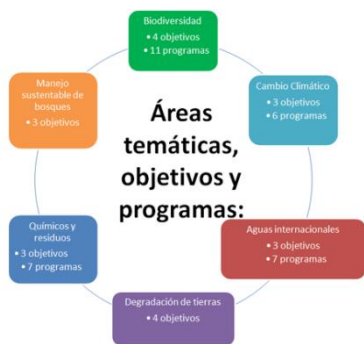 Biodiversidad
• 4 objetivos
• 11 programas
Cambio Climático
• 3 objetivos
• 6 programas
Aguas internacionales
• 3 objetivos
• 7 programas
Degradación de tierras
• 4 objetivos
Químicos y
residuos
• 3 objetivos
• 7 programas
Manejo
sustentable de
bosques
• 3 objetivos
Áreas
temáticas,
objetivos y
programas: